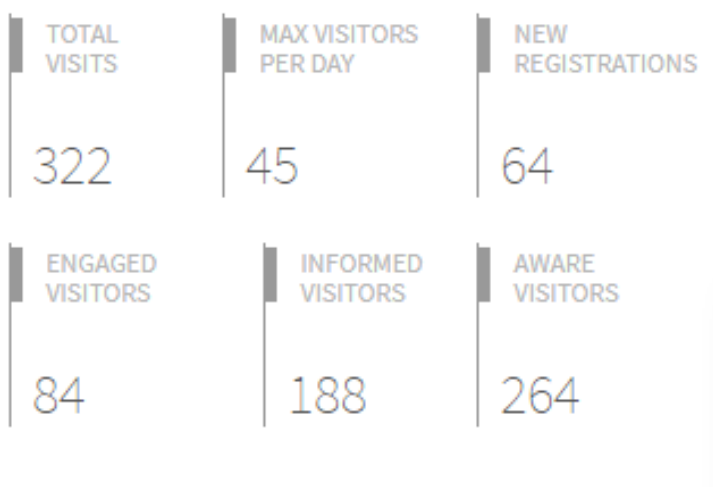 TOTAL
VISITS
322
MAX VISITORS
PER DAY
45
NEW
REGISTRATIONS
64
ENGAGED
VISITORS
84
INFORMED
VISITORS
188
AWARE
VISITORS
264